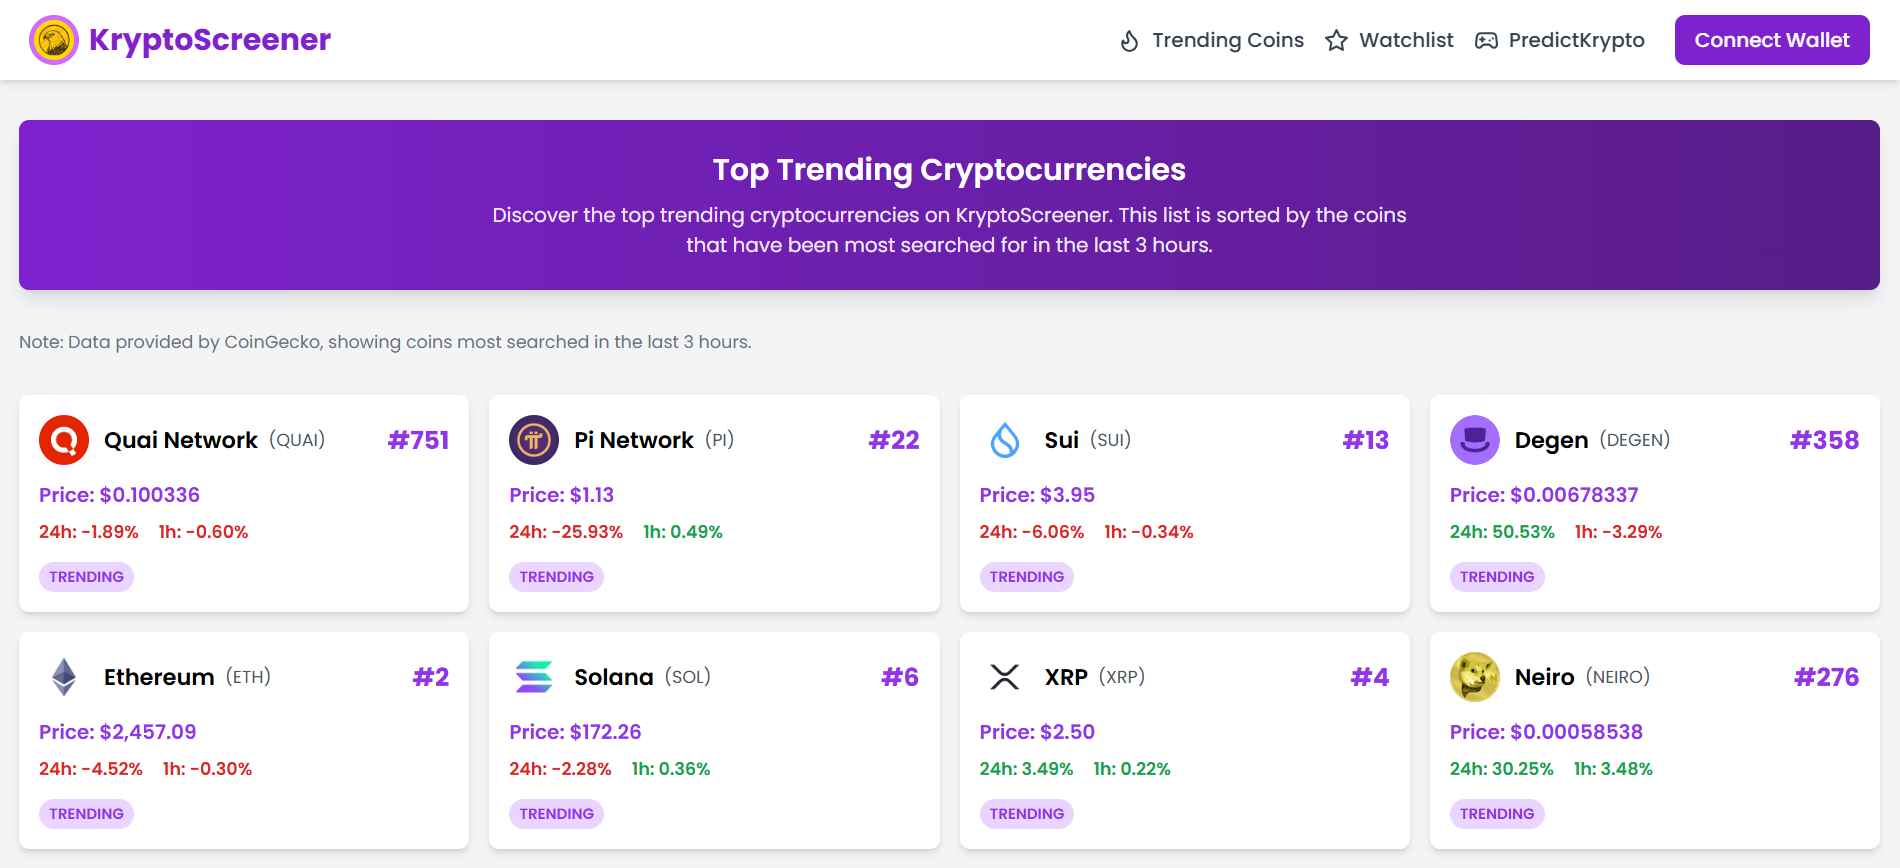 KryptoScreener
Trending Coins
Watchlist
PredictKrypto
Connect Wallet
Top Trending Cryptocurrencies
Discover the top trending cryptocurrencies on KryptoScreener. This list is sorted by the coins
that have been most searched for in the last 3 hours.
Note: Data provided by CoinGecko, showing coins most searched in the last 3 hours.
Quai Network (QUAI) #751
Price: $0.100336
24h: -1.89% 1h: -0.60%
TRENDING
Pi Network (PI) #22
Price: $1.13
24h: -25.93% 1h: 0.49%
TRENDING
Sui (SUI) #13
Price: $3.95
24h: -6.06% 1h: -0.34%
TRENDING
Degen (DEGEN) #358
Price: $0.00678337
24h: 50.53% 1h: -3.29%
TRENDING
Ethereum (ETH) #2
Price: $2,457.09
24h: -4.52% 1h: -0.30%
TRENDING
Solana (SOL) #6
Price: $172.26
24h: -2.28% 1h: 0.36%
TRENDING
XRP (XRP) #4
Price: $2.50
24h: 3.49% 1h: 0.22%
TRENDING
Neiro (NEIRO) #276
Price: $0.00058538
24h: 30.25% 1h: 3.48%
TRENDING